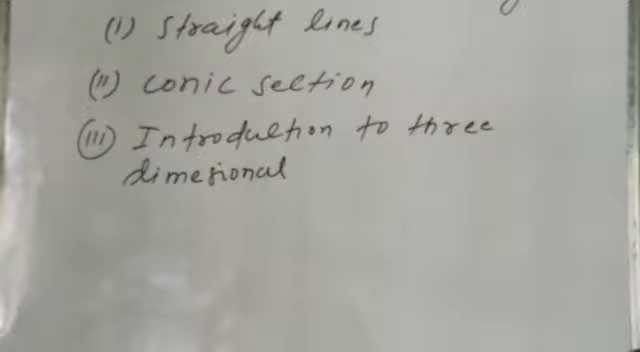 (i) Straight lines
(ii) conic section
(iii) Introduction to three
dimesional